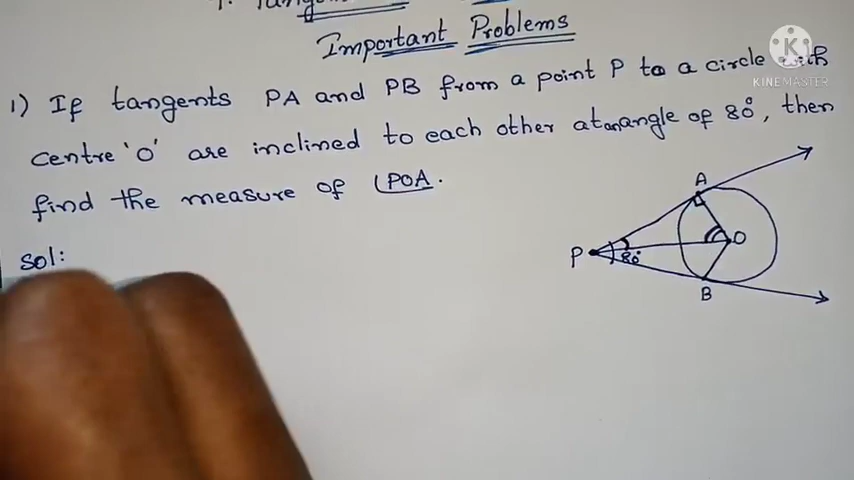 Important Problems
KINEMASTER
1) If tangents PA and PB from a point P to a circle with
centre 'O' are inclined to each other at an angle of 80°, then
find the measure of ∠POA.
A
P
80°
O
B
Sol: